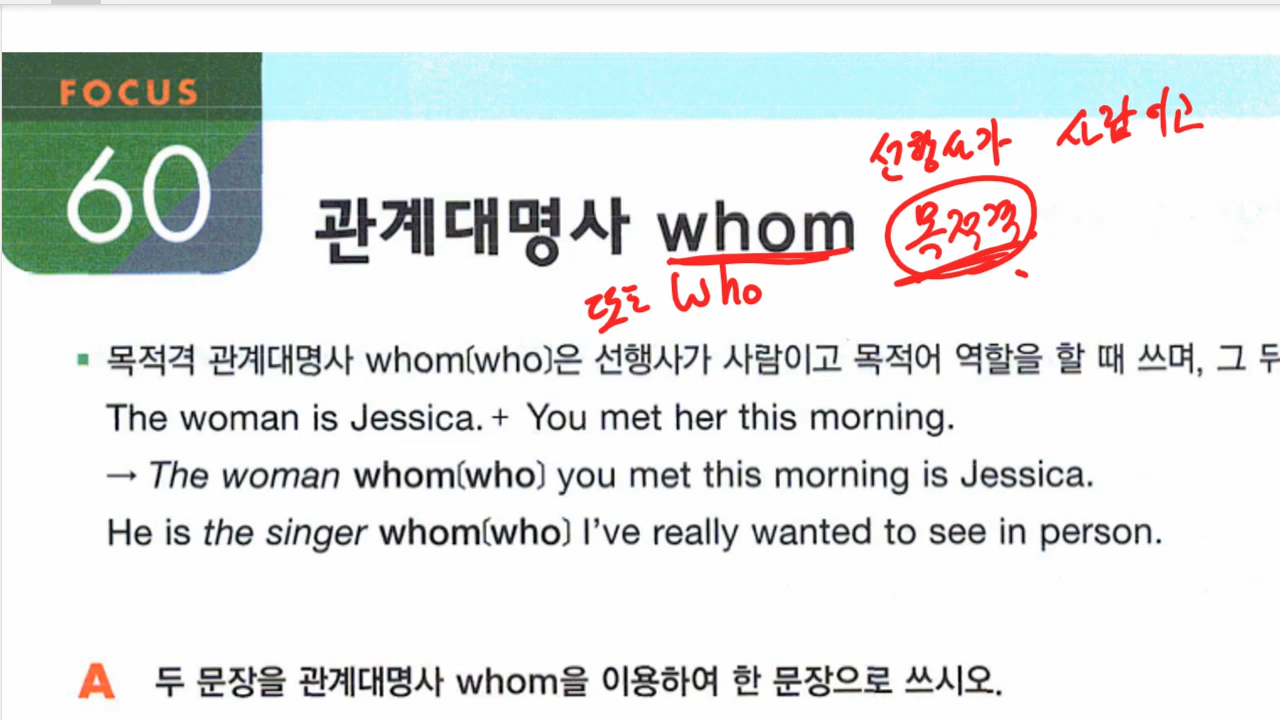 FOCUS
60
선행사가 사람이고
관계대명사 whom 목적격
또는 who
▪ 목적격 관계대명사 whom(who)은 선행사가 사람이고 목적어 역할을 할 때 쓰며, 그 두
The woman is Jessica. + You met her this morning.
→ The woman whom(who) you met this morning is Jessica.
He is the singer whom(who) I've really wanted to see in person.
A 두 문장을 관계대명사 whom을 이용하여 한 문장으로 쓰시오.